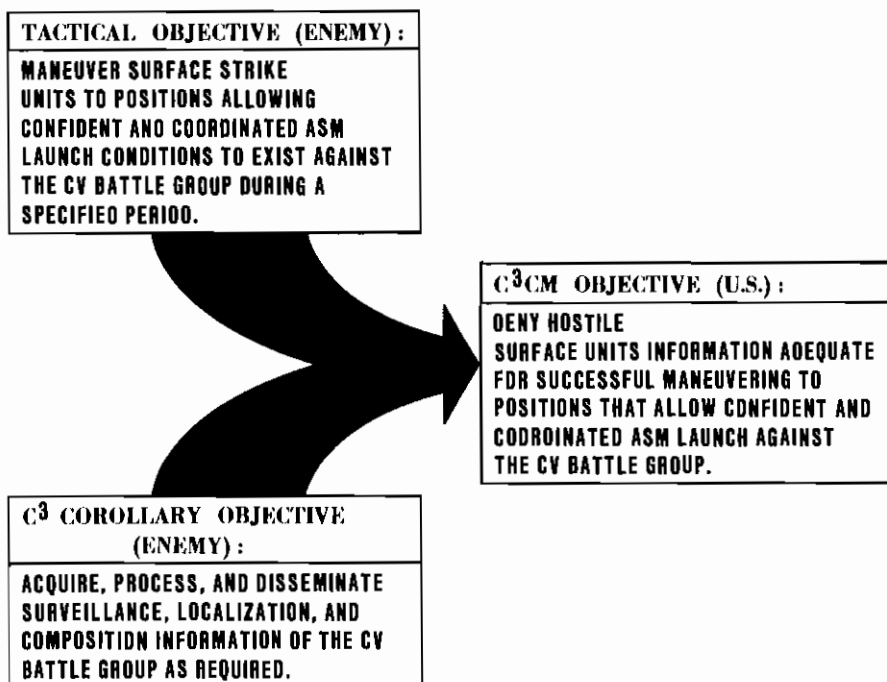 TACTICAL OBJECTIVE (ENEMY) :
MANEUVER SURFACE STRIKE
UNITS TO POSITIONS ALLOWING
CONFIDENT ANO COORDINATED ASM
LAUNCH CONDITIONS TO EXIST AGAINST
THE CV BATTLE GROUP DURING A
SPECIFIEO PERIOO.
C³CM OBJECTIVE (U.S.) :
OENY HOSTILE
SURFACE UNITS INFORMATION AOEQUATE
FDR SUCCESSFUL MANEUVERING TO
POSITIONS THAT ALLOW CDNFIDENT AND
CODROINATED ASM LAUNCH AGAINST
THE CV BATTLE GROUP.
C³ COROLLARY OBJECTIVE
(ENEMY) :
ACQUIRE, PROCESS, AND DISSEMINATE
SURVEILLANCE, LOCALIZATION, AND
COMPOSITIDN INFORMATION OF THE CV
BATTLE GROUP AS REQUIRED.